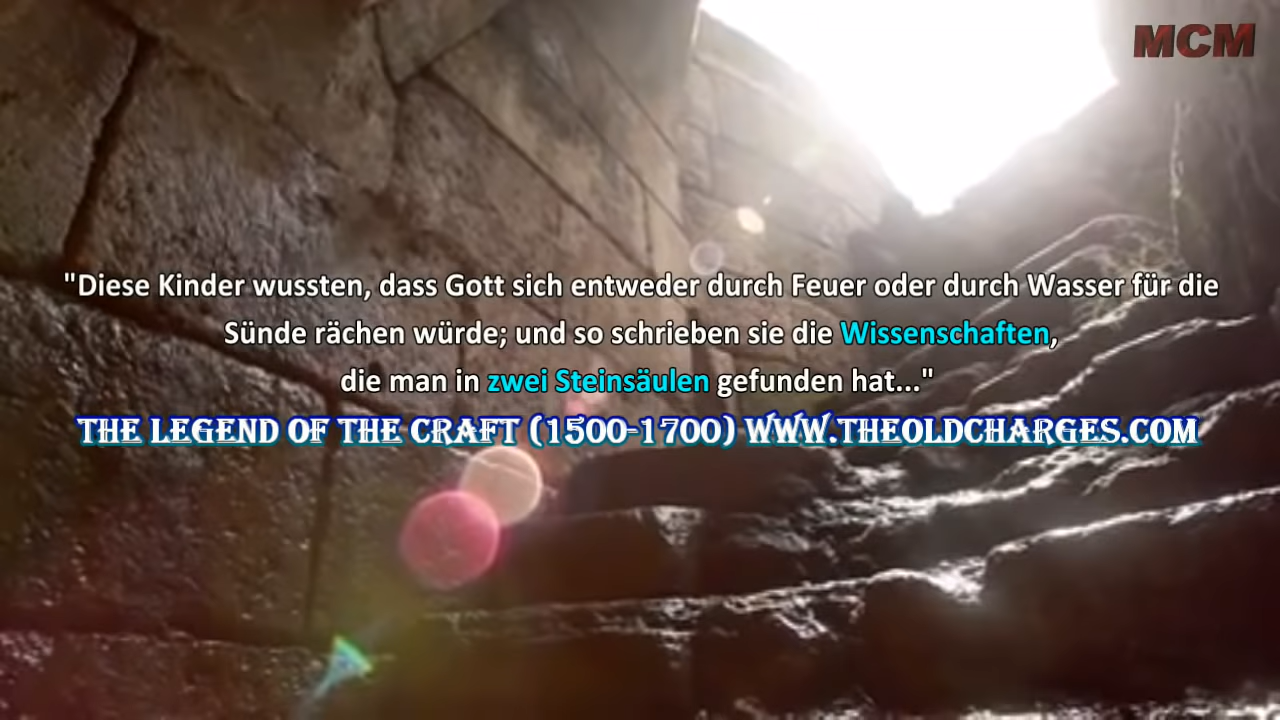 MCM
"Diese Kinder wussten, dass Gott sich entweder durch Feuer oder durch Wasser für die
Sünde rächen würde; und so schrieben sie die Wissenschaften,
die man in zwei Steinsäulen gefunden hat..."
THE LEGEND OF THE CRAFT (1500-1700) WWW.THEOLDCHARGES.COM